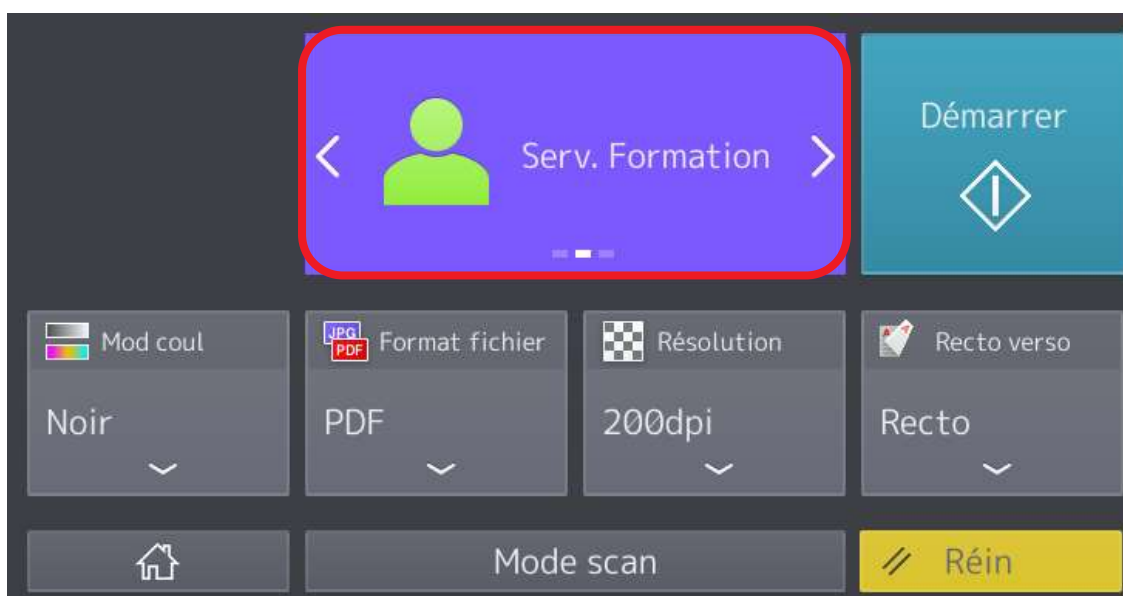 Serv. Formation
Démarrer
Mod coul
JPG
PDF
Format fichier
Résolution
Recto verso
Noir
PDF
200dpi
Recto
Mode scan
Réin